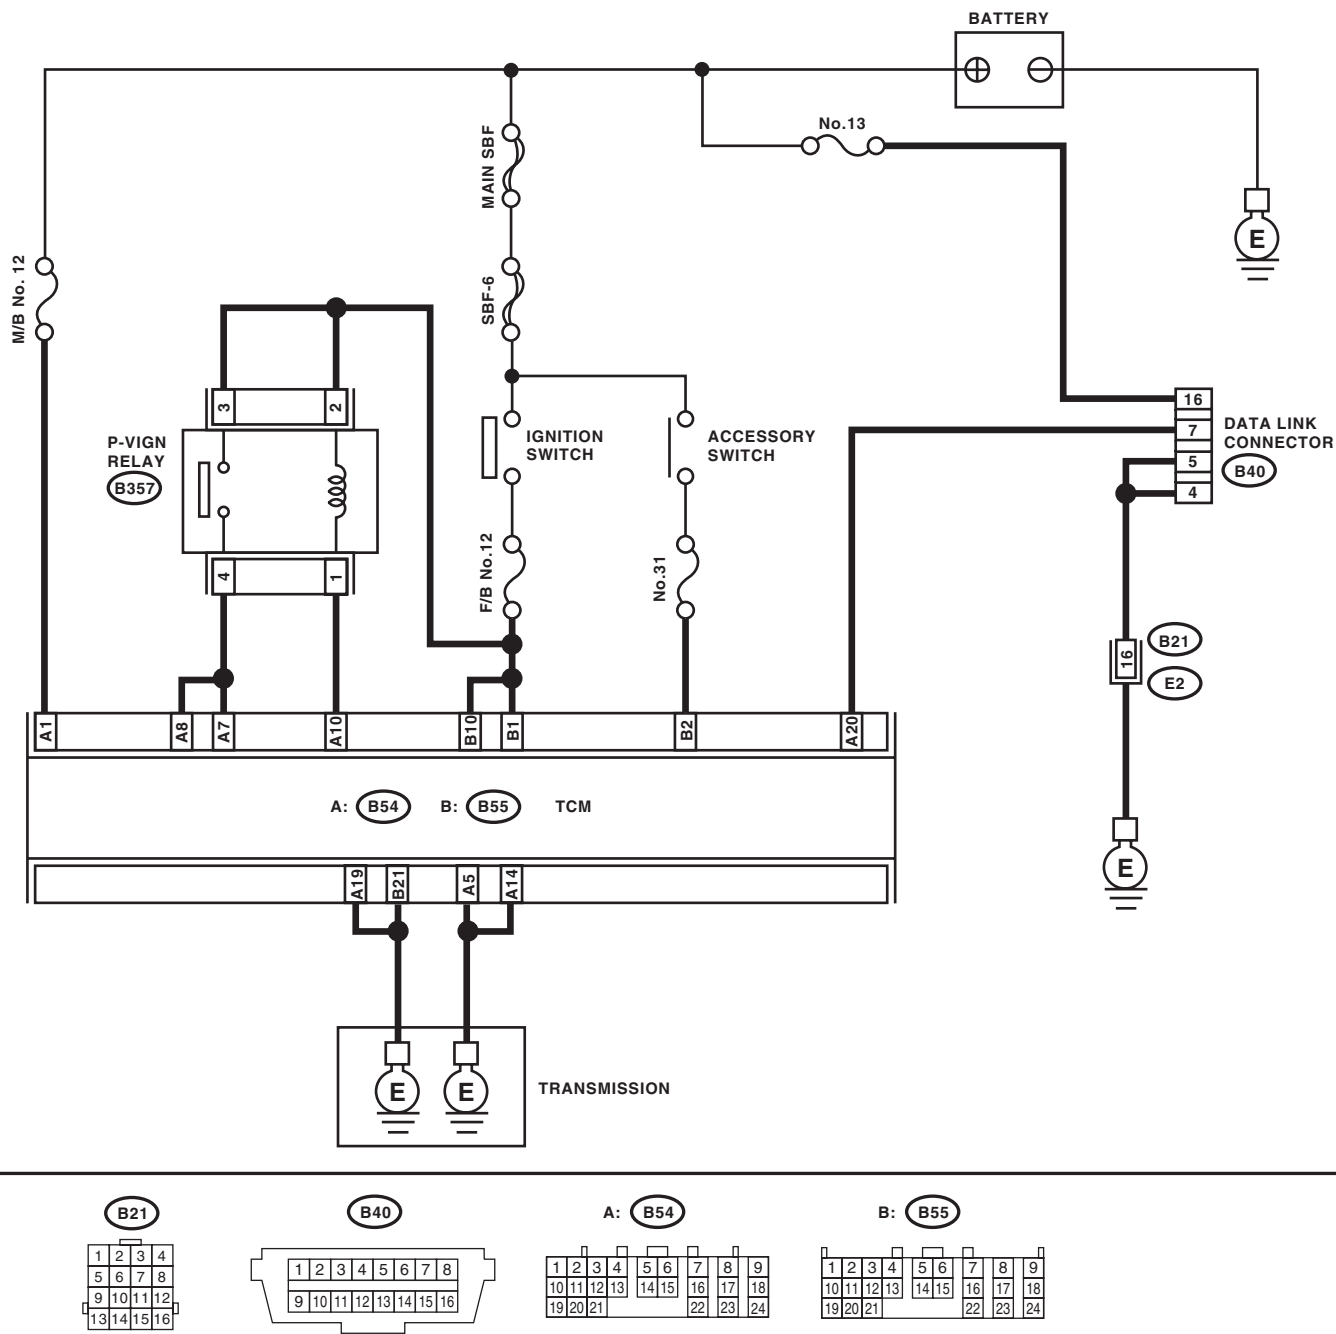 BATTERY
No.13
MAIN SBF
E
M/B No. 12
SBF-6
3 2
P-VIGN
RELAY
B357
IGNITION
SWITCH
ACCESSORY
SWITCH
16
7
5
4
DATA LINK
CONNECTOR
B40
4 1
F/B No.12
No.31
B21
16
E2
A1 A8 A7 A10 B10 B1 B2 A20
A: B54 B: B55 TCM
E
A19 B21 A5 A14
E E
TRANSMISSION
B21
1 2 3 4
5 6 7 8
9 10 11 12
13 14 15 16
B40
1 2 3 4 5 6 7 8
9 10 11 12 13 14 15 16
A: B54
1 2 3 4 5 6 7 8 9
10 11 12 13 14 15 16 17 18
19 20 21 22 23 24
B: B55
1 2 3 4 5 6 7 8 9
10 11 12 13 14 15 16 17 18
19 20 21 22 23 24